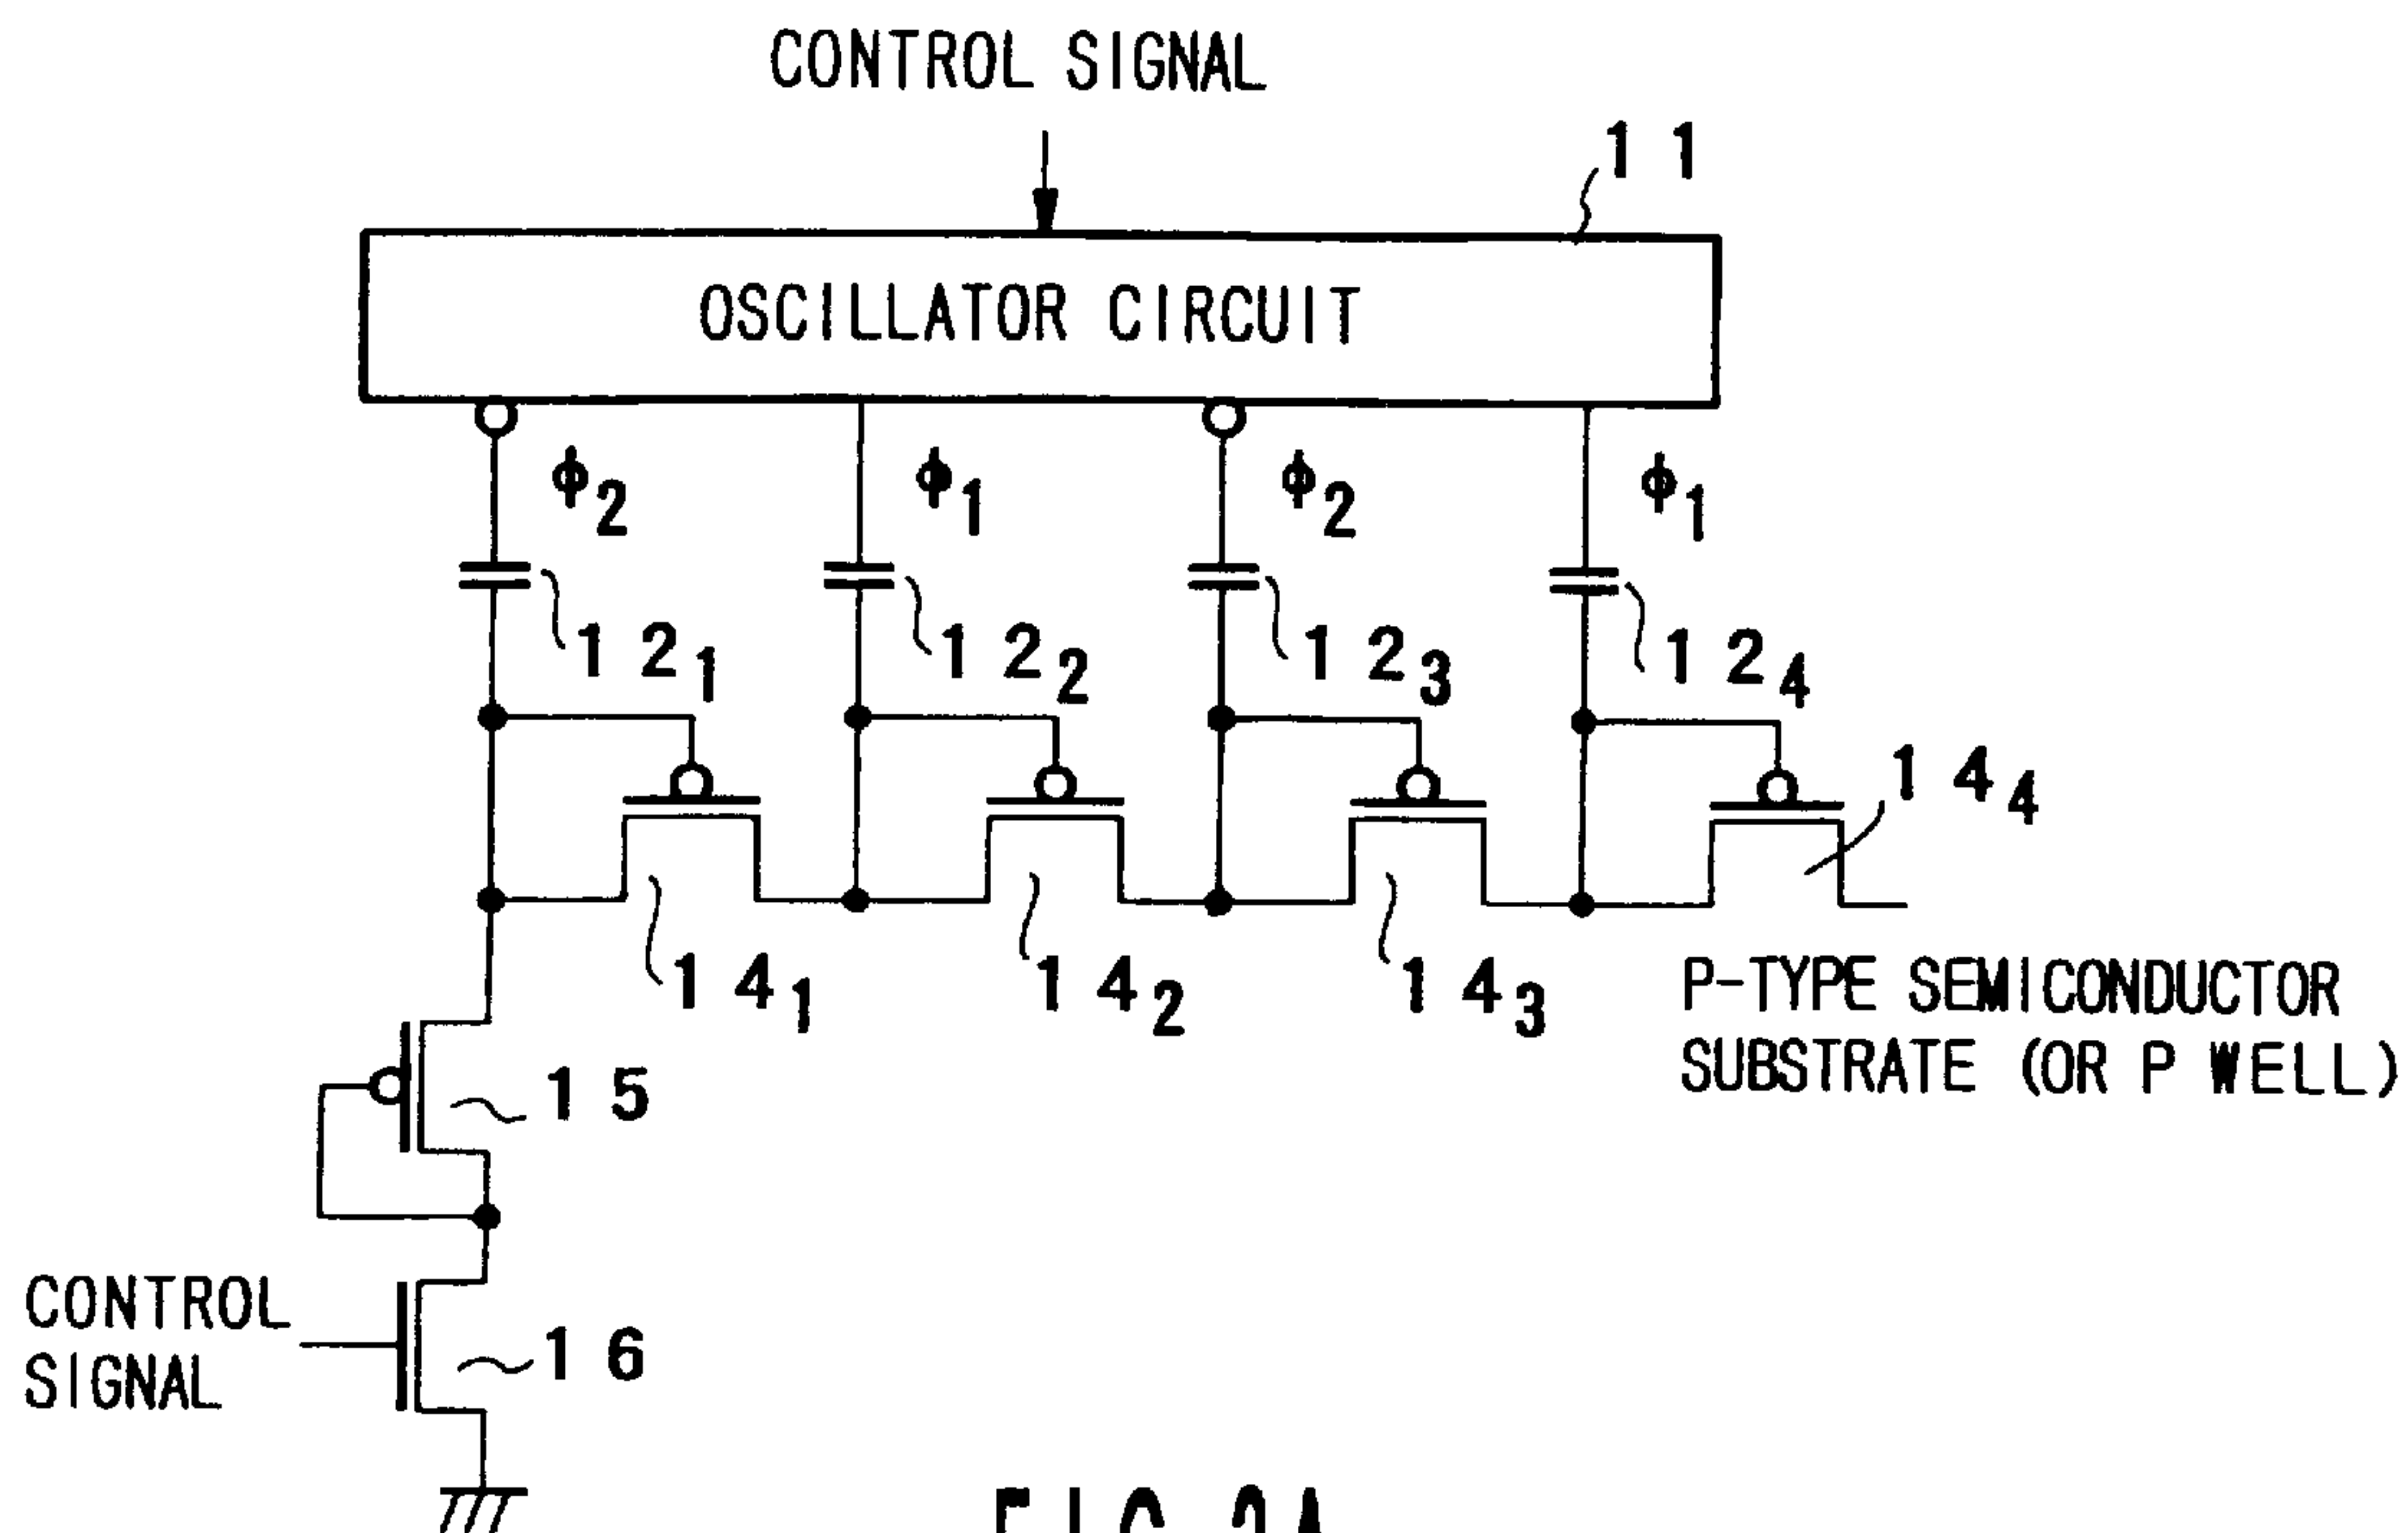 CONTROL SIGNAL
11
OSCILLATOR CIRCUIT
ϕ2 ϕ1 ϕ2 ϕ1
121 122 123 124
144
141 142 143
P-TYPE SEMICONDUCTOR
SUBSTRATE (OR P WELL)
15
CONTROL
SIGNAL
16